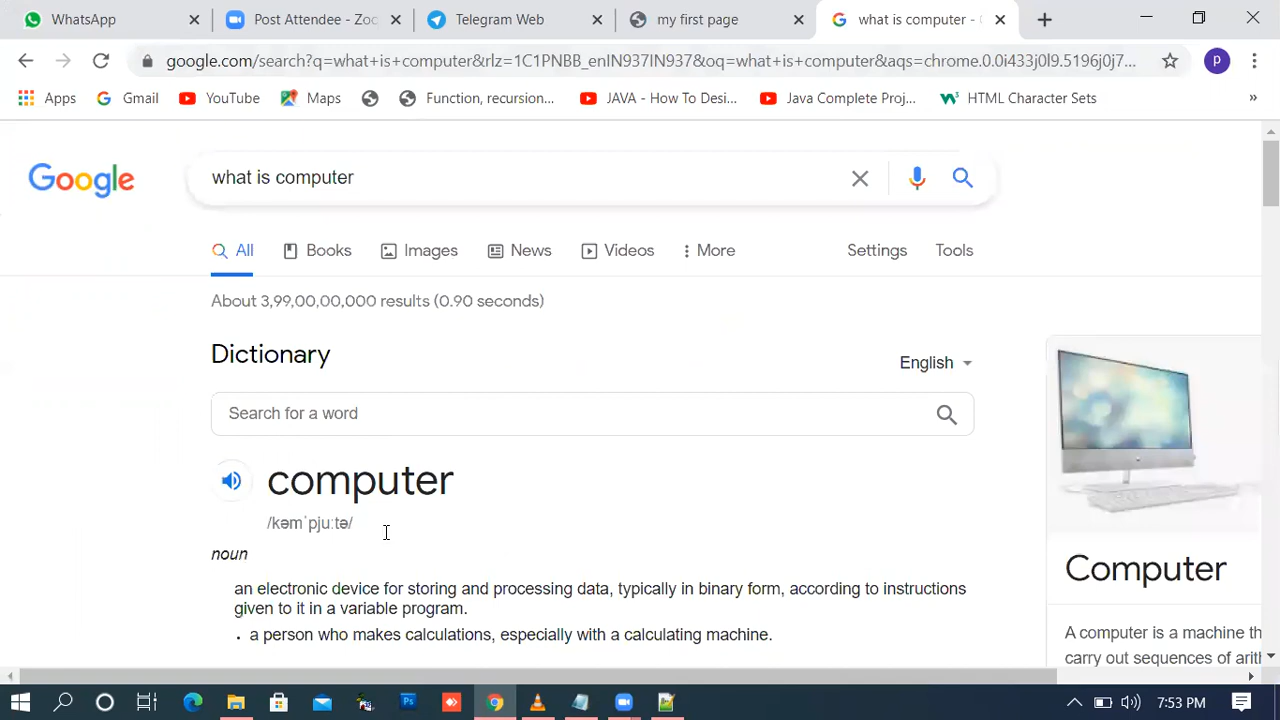 WhatsApp
Post Attendee - Zoc
Telegram Web
my first page
what is computer -
google.com/search?q=what+is+computer&rlz=1C1PNBB_enIN937IN937&oq=what+is+computer&aqs=chrome.0.0i433j0l9.5196j0j7...
p
Apps
Gmail
YouTube
Maps
Function, recursion...
JAVA - How To Desi...
Java Complete Proj...
HTML Character Sets
»
Google
what is computer
All
Books
Images
News
Videos
More
Settings
Tools
About 3,99,00,00,000 results (0.90 seconds)
Dictionary
English
Search for a word
computer
/kəmˈpjuːtə/
noun
an electronic device for storing and processing data, typically in binary form, according to instructions
given to it in a variable program.
• a person who makes calculations, especially with a calculating machine.
Computer
A computer is a machine th
carry out sequences of arit
7:53 PM